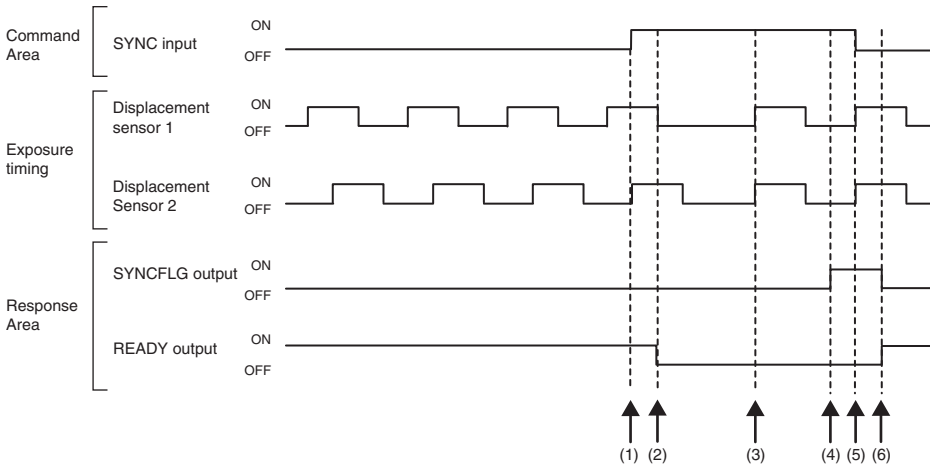 Command
Area
SYNC input
ON
OFF
Exposure
timing
Displacement
sensor 1
ON
OFF
Displacement
Sensor 2
ON
OFF
Response
Area
SYNCFLG output
ON
OFF
READY output
ON
OFF
(1) (2) (3) (4) (5) (6)